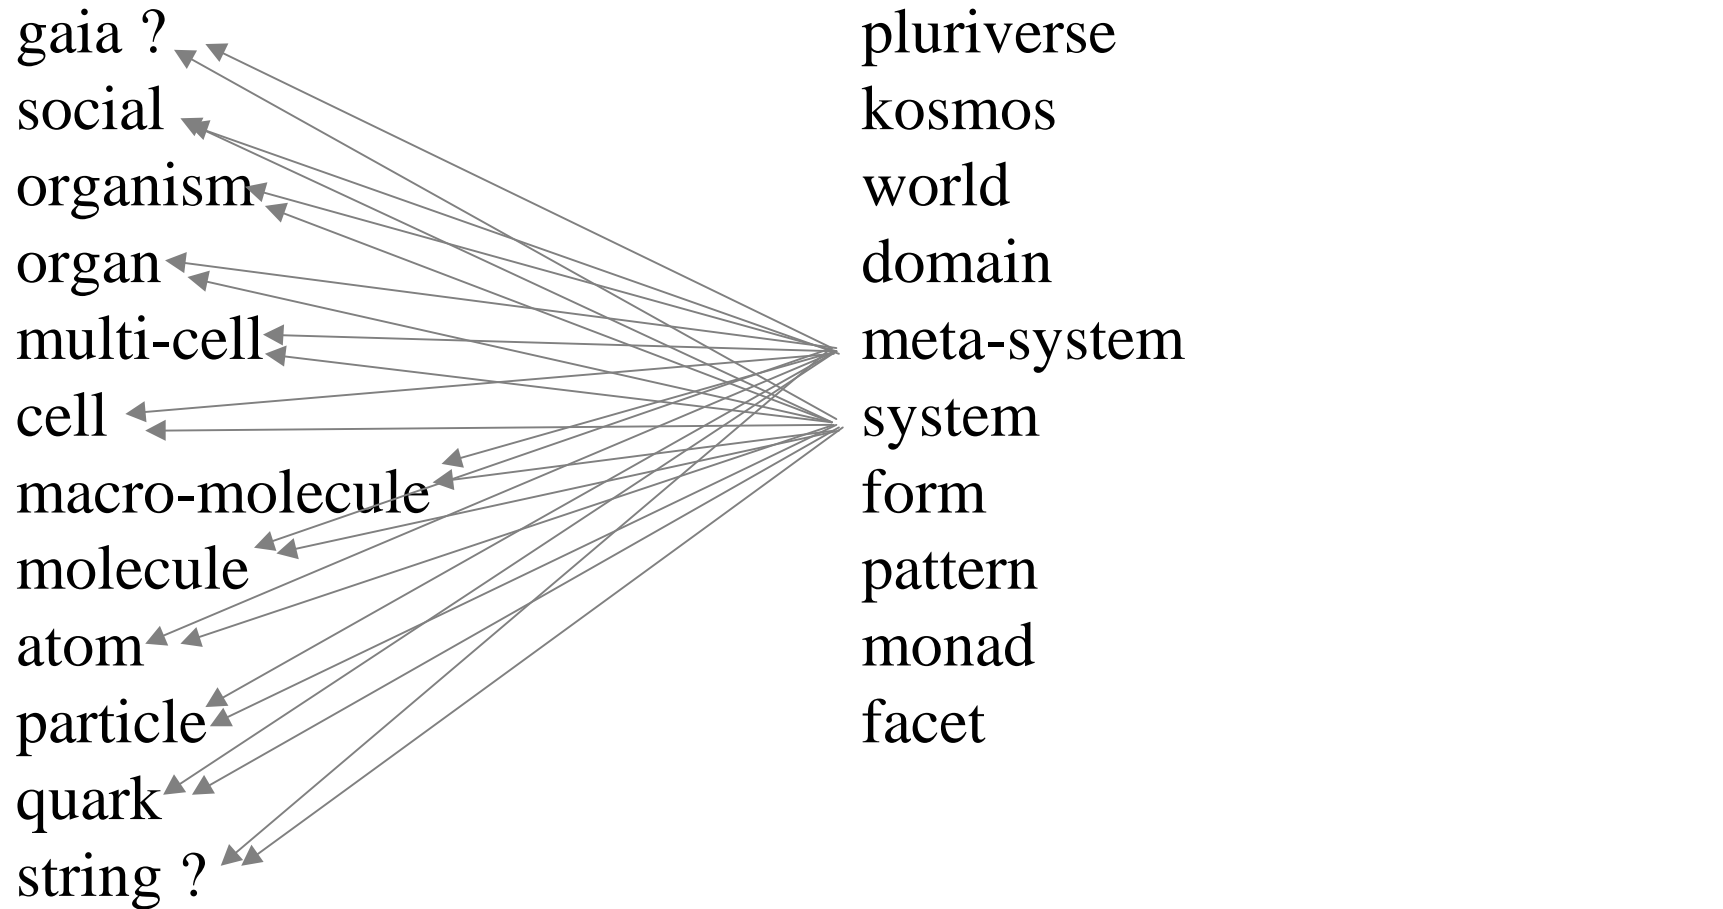 gaia ? pluriverse
social kosmos
organism world
organ domain
multi-cell meta-system
cell system
macro-molecule form
molecule pattern
atom monad
particle facet
quark
string ?